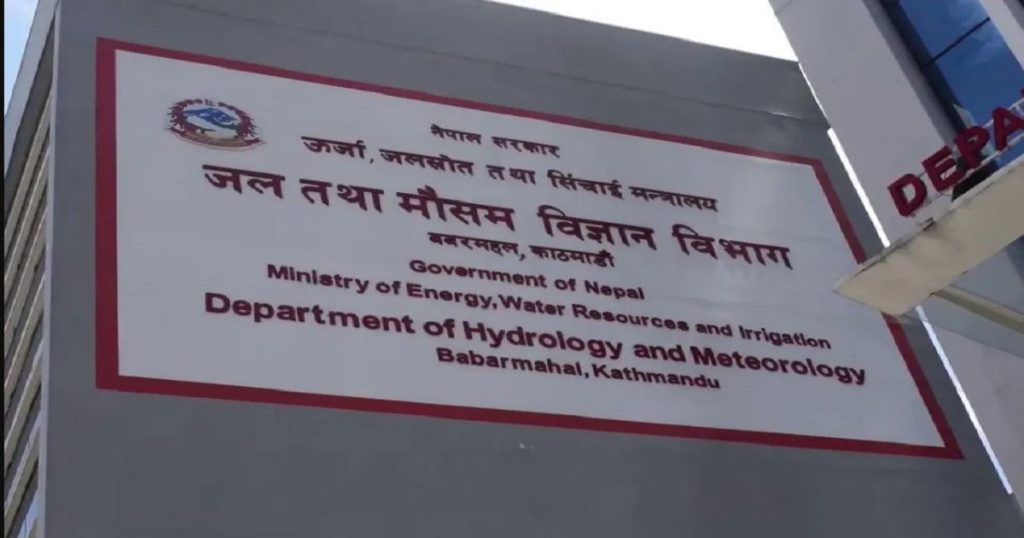 नेपाल सरकार
ऊर्जा, जलस्रोत तथा सिंचाई मन्त्रालय
जल तथा मौसम विज्ञान विभाग
बबरमहल, काठमाडौं
Government of Nepal
Ministry of Energy, Water Resources and Irrigation
Department of Hydrology and Meteorology
Babarmahal, Kathmandu
DEPA